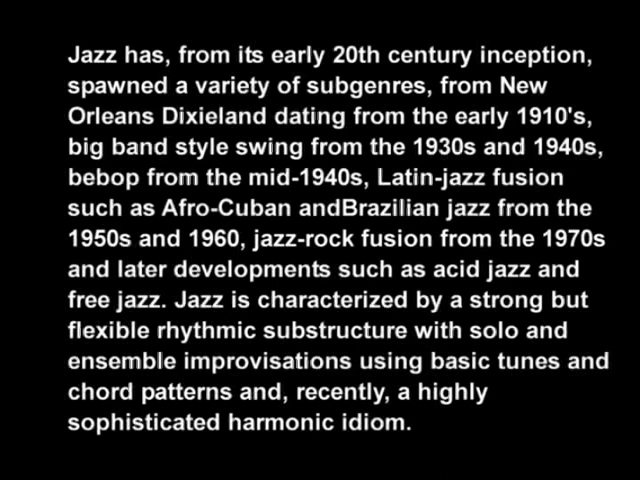 Jazz has, from its early 20th century inception,
spawned a variety of subgenres, from New
Orleans Dixieland dating from the early 1910's,
big band style swing from the 1930s and 1940s,
bebop from the mid-1940s, Latin-jazz fusion
such as Afro-Cuban andBrazilian jazz from the
1950s and 1960, jazz-rock fusion from the 1970s
and later developments such as acid jazz and
free jazz. Jazz is characterized by a strong but
flexible rhythmic substructure with solo and
ensemble improvisations using basic tunes and
chord patterns and, recently, a highly
sophisticated harmonic idiom.